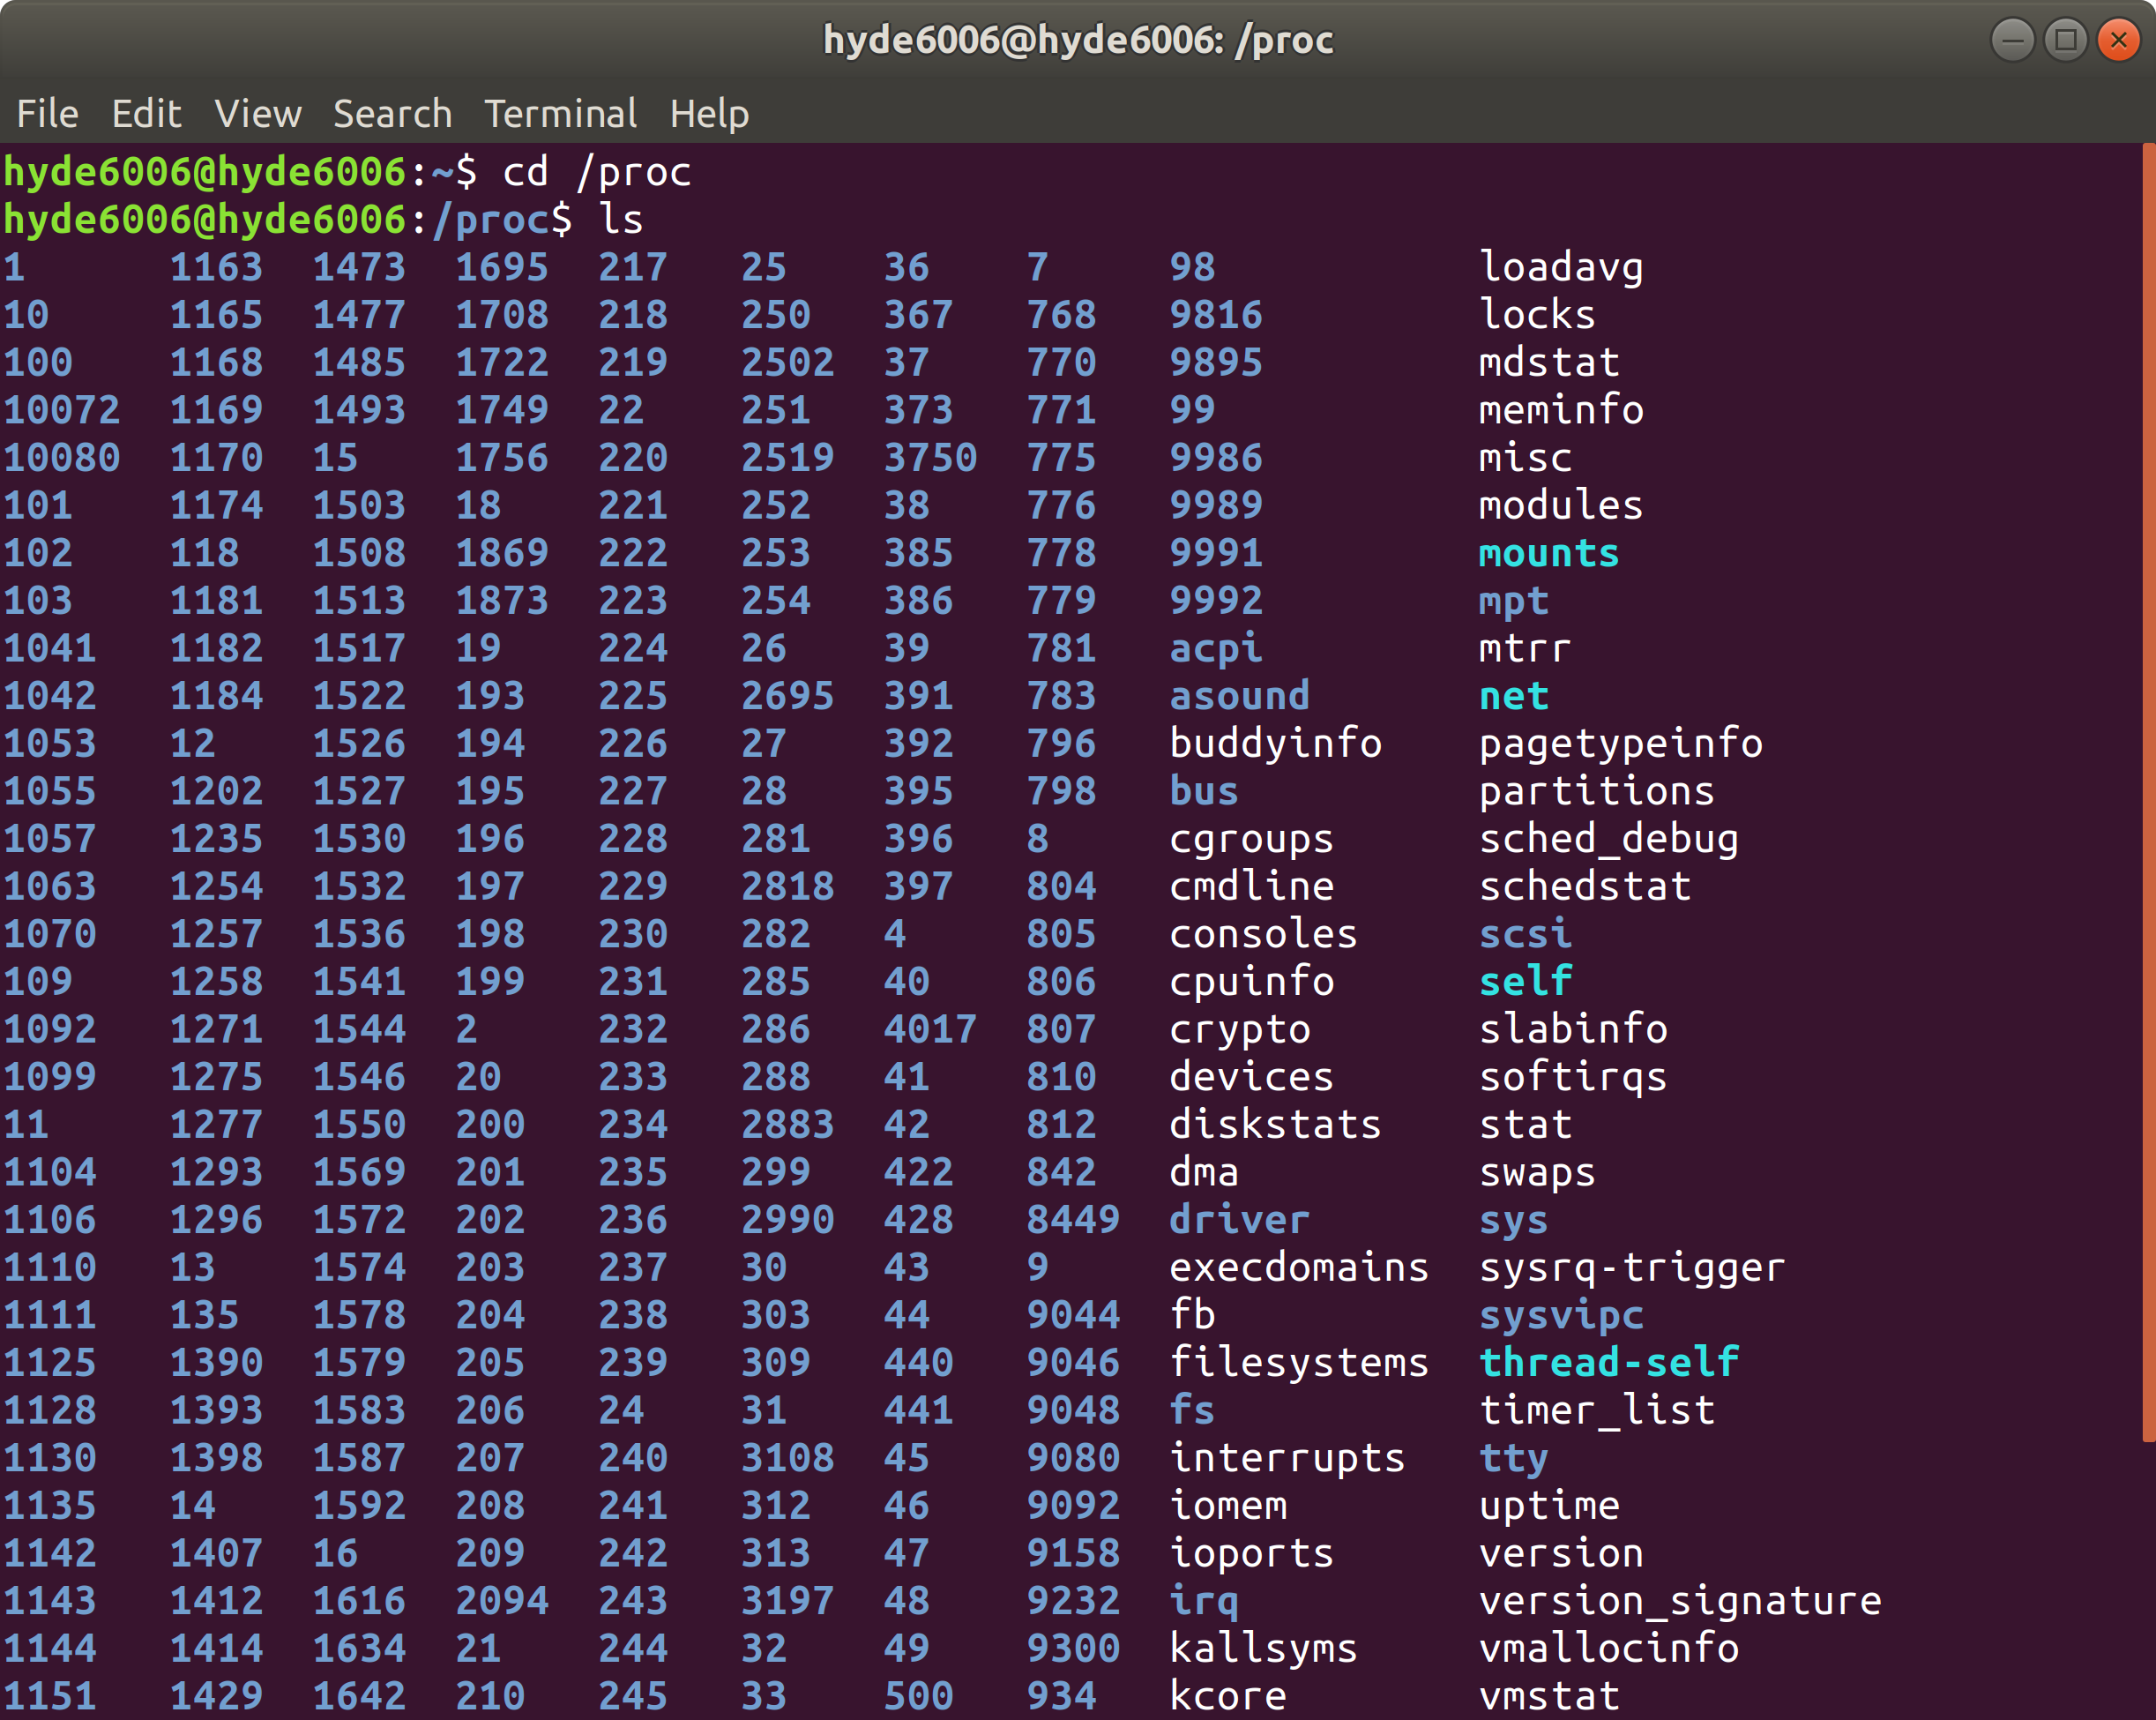 hyde6006@hyde6006: /proc
File Edit View Search Terminal Help
hyde6006@hyde6006:~$ cd /proc
hyde6006@hyde6006:/proc$ ls
1 1163 1473 1695 217 25 36 7 98 loadavg
10 1165 1477 1708 218 250 367 768 9816 locks
100 1168 1485 1722 219 2502 37 770 9895 mdstat
10072 1169 1493 1749 22 251 373 771 99 meminfo
10080 1170 15 1756 220 2519 3750 775 9986 misc
101 1174 1503 18 221 252 38 776 9989 modules
102 118 1508 1869 222 253 385 778 9991 mounts
103 1181 1513 1873 223 254 386 779 9992 mpt
1041 1182 1517 19 224 26 39 781 acpi mtrr
1042 1184 1522 193 225 2695 391 783 asound net
1053 12 1526 194 226 27 392 796 buddyinfo pagetypeinfo
1055 1202 1527 195 227 28 395 798 bus partitions
1057 1235 1530 196 228 281 396 8 cgroups sched_debug
1063 1254 1532 197 229 2818 397 804 cmdline schedstat
1070 1257 1536 198 230 282 4 805 consoles scsi
109 1258 1541 199 231 285 40 806 cpuinfo self
1092 1271 1544 2 232 286 4017 807 crypto slabinfo
1099 1275 1546 20 233 288 41 810 devices softirqs
11 1277 1550 200 234 2883 42 812 diskstats stat
1104 1293 1569 201 235 299 422 842 dma swaps
1106 1296 1572 202 236 2990 428 8449 driver sys
1110 13 1574 203 237 30 43 9 execdomains sysrq-trigger
1111 135 1578 204 238 303 44 9044 fb sysvipc
1125 1390 1579 205 239 309 440 9046 filesystems thread-self
1128 1393 1583 206 24 31 441 9048 fs timer_list
1130 1398 1587 207 240 3108 45 9080 interrupts tty
1135 14 1592 208 241 312 46 9092 iomem uptime
1142 1407 16 209 242 313 47 9158 ioports version
1143 1412 1616 2094 243 3197 48 9232 irq version_signature
1144 1414 1634 21 244 32 49 9300 kallsyms vmallocinfo
1151 1429 1642 210 245 33 500 934 kcore vmstat